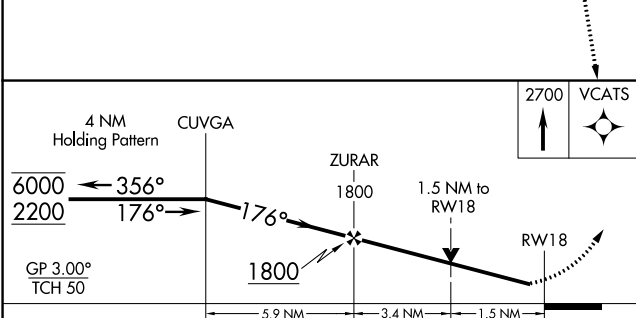 2700 VCATS
4 NM
Holding Pattern
CUVGA
ZURAR
1800
1.5 NM to
RW18
6000 356°
2200 176°
176°
1800
RW18
GP 3.00°
TCH 50
5.9 NM 3.4 NM 1.5 NM